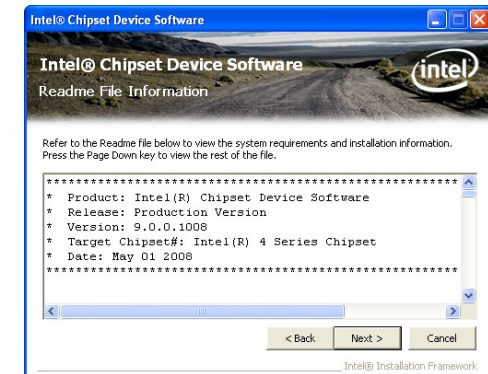 Intel® Chipset Device Software
Intel® Chipset Device Software
Readme File Information
intel
Refer to the Readme file below to view the system requirements and installation information.
Press the Page Down key to view the rest of the file.
*********************************************************
* Product: Intel(R) Chipset Device Software
* Release: Production Version
* Version: 9.0.0.1008
* Target Chipset#: Intel(R) 4 Series Chipset
* Date: May 01 2008
*********************************************************
< Back Next > Cancel
Intel® Installation Framework